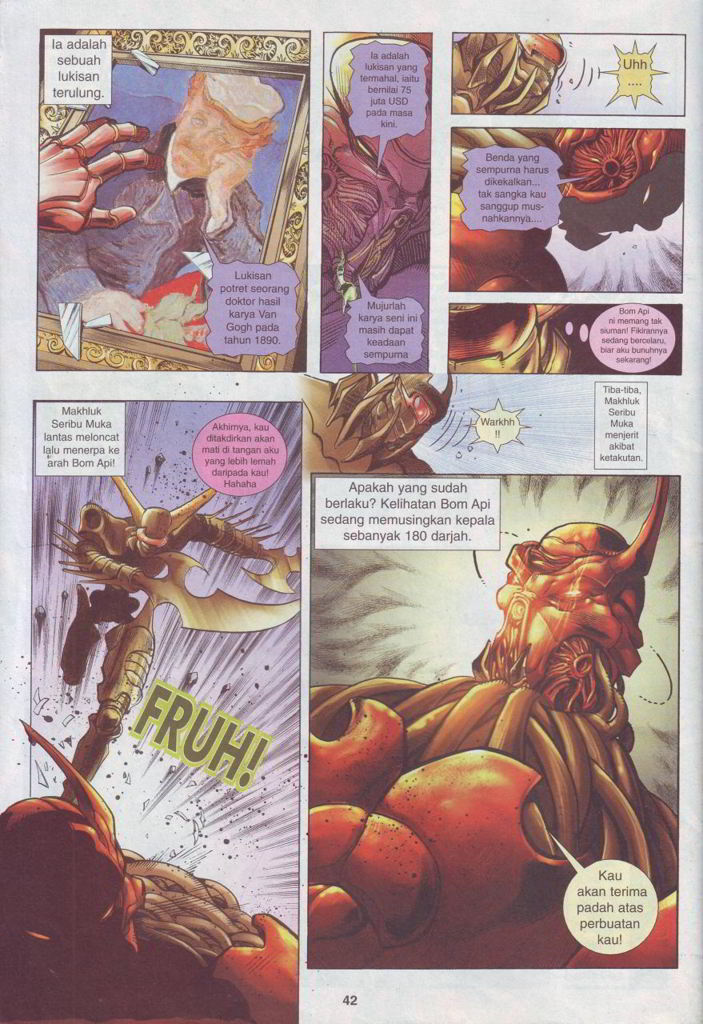 Ia adalah
sebuah
lukisan
terulung.
Lukisan
potret seorang
doktor hasil
karya Van
Gogh pada
tahun 1890.
Ia adalah
lukisan yang
termahal, iaitu
bernilai 75
juta USD
pada masa
kini.
Mujurlah
karya seni ini
masih dapat
keadaan
sempurna
Uhh
....
Benda yang
sempurna harus
dikekalkan...
tak sangka kau
sanggup mus-
nahkannya....
Bom Api
ni memang tak
siuman! Fikirannya
sedang bercelaru,
biar aku bunuhnya
sekarang!
Makhluk
Seribu Muka
lantas meloncat
lalu menerpa ke
arah Bom Api!
Akhirnya, kau
ditakdirkan akan
mati di tangan aku
yang lebih lemah
daripada kau!
Hahaha
FRUH!
Warkhh
!!
Tiba-tiba,
Makhluk
Seribu
Muka
menjerit
akibat
ketakutan.
Apakah yang sudah
berlaku? Kelihatan Bom Api
sedang memusingkan kepala
sebanyak 180 darjah.
Kau
akan terima
padah atas
perbuatan
kau!
42